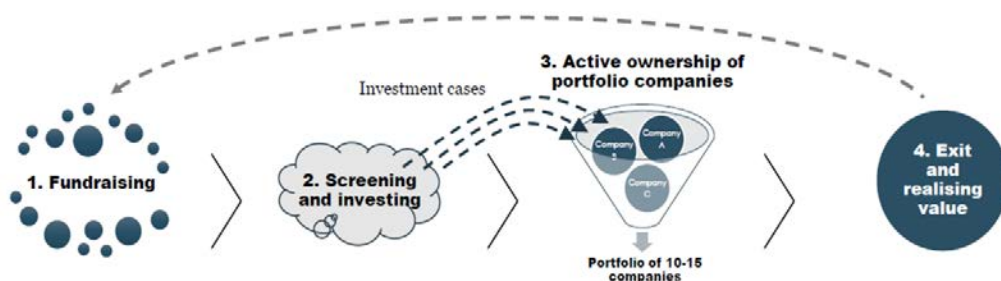 1. Fundraising
2. Screening
and investing
Investment cases
3. Active ownership of
portfolio companies
Company
B
Company
A
Company
C
Portfolio of 10-15
companies
4. Exit
and
realising
value